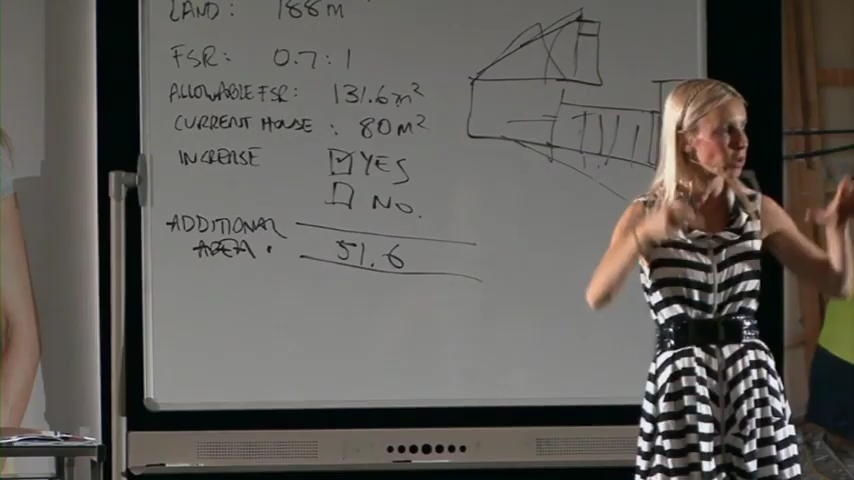 LAND: 188m
FSR: 0.7:1
ALLOWABLE FSR: 131.6m²
CURRENT HOUSE: 80m²
INCREASE ☑ YES
☐ NO.
ADDITIONAL
AREA. 51.6